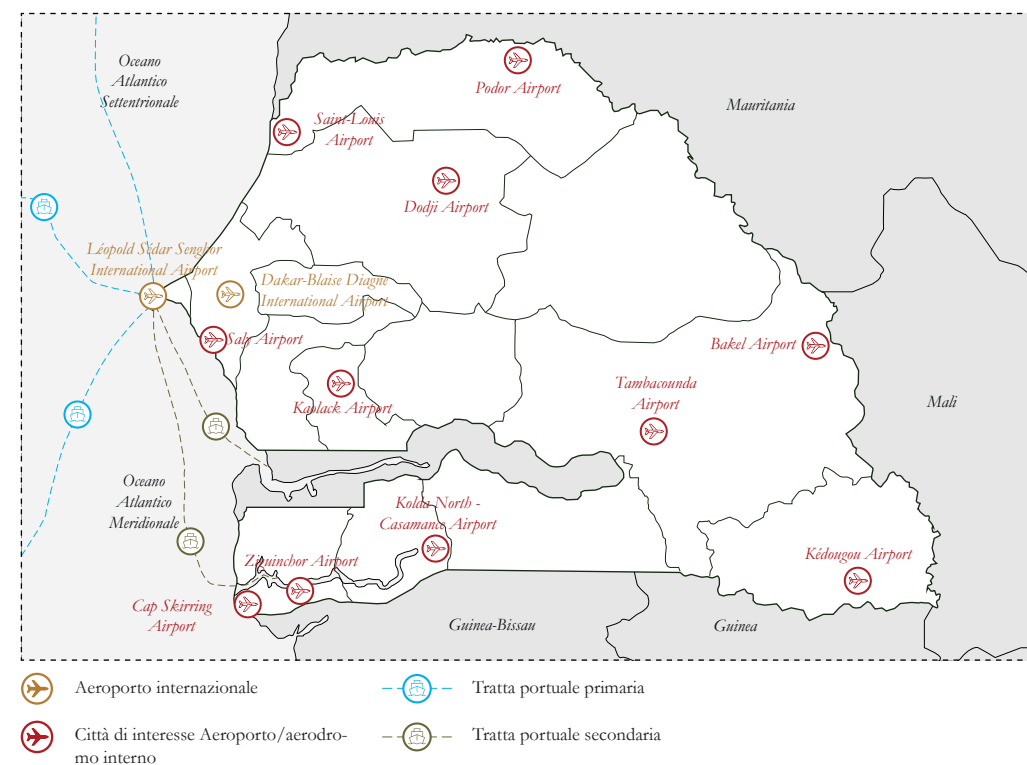 Oceano
Atlantico
Settentrionale
Podor Airport
Mauritania
Saint-Louis
Airport
Dodji Airport
Léopold Sédar Senghor
International Airport
Dakar-Blaise Diagne
International Airport
Saly Airport
Bakel Airport
Tambacounda
Airport
Kaolack Airport
Mali
Oceano
Atlantico
Meridionale
Kolda North -
Casamance Airport
Ziguinchor Airport
Kédougou Airport
Cap Skirring
Airport
Guinea-Bissau
Guinea
Aeroporto internazionale
Tratta portuale primaria
Città di interesse Aeroporto/aerodro-
mo interno
Tratta portuale secondaria